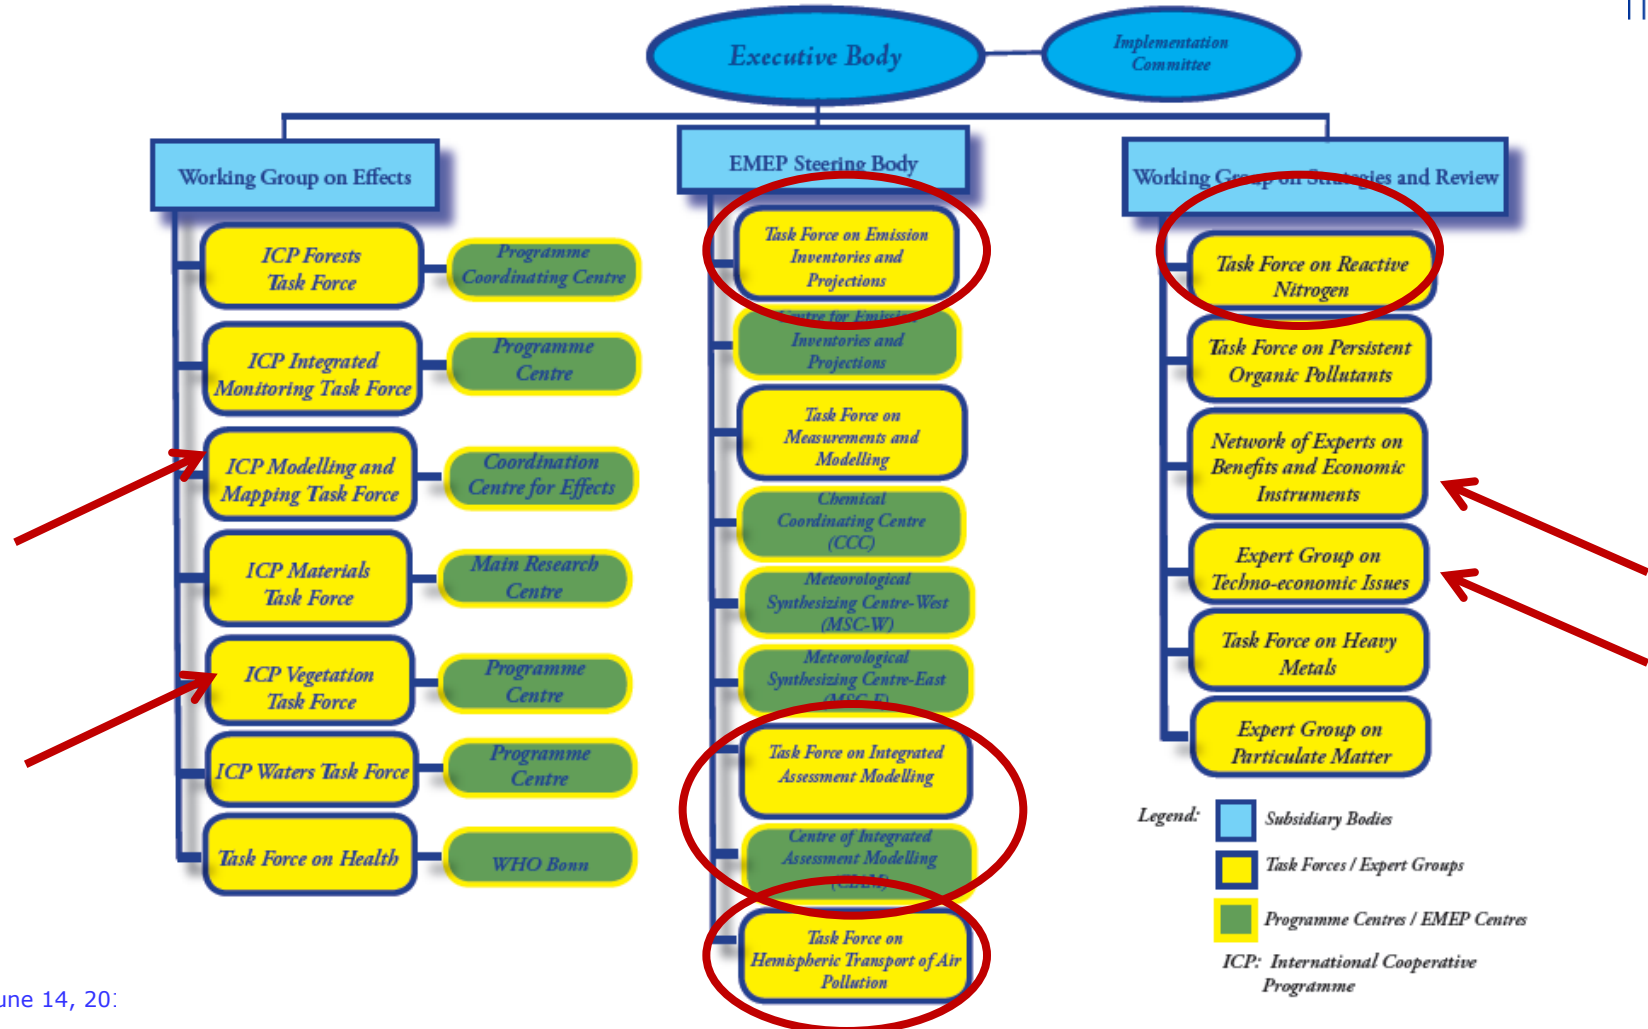 Executive Body
Implementation
Committee
Working Group on Effects
ICP Forests
Task Force
Programme
Coordinating Centre
ICP Integrated
Monitoring Task Force
Programme
Centre
ICP Modelling and
Mapping Task Force
Coordination
Centre for Effects
ICP Materials
Task Force
Main Research
Centre
ICP Vegetation
Task Force
Programme
Centre
ICP Waters Task Force
Programme
Centre
Task Force on Health
WHO Bonn
EMEP Steering Body
Task Force on Emission
Inventories and
Projections
Centre for Emission
Inventories and
Projections
Task Force on
Measurements and
Modelling
Chemical
Coordinating Centre
(CCC)
Meteorological
Synthesizing Centre-West
(MSC-W)
Meteorological
Synthesizing Centre-East
(MSC-E)
Task Force on Integrated
Assessment Modelling
Centre of Integrated
Assessment Modelling
(CIAM)
Task Force on
Hemispheric Transport of Air
Pollution
Working Group on Strategies and Review
Task Force on Reactive
Nitrogen
Task Force on Persistent
Organic Pollutants
Network of Experts on
Benefits and Economic
Instruments
Expert Group on
Techno-economic Issues
Task Force on Heavy
Metals
Expert Group on
Particulate Matter
Legend:
Subsidiary Bodies
Task Forces / Expert Groups
Programme Centres / EMEP Centres
ICP: International Cooperative
Programme
une 14, 20